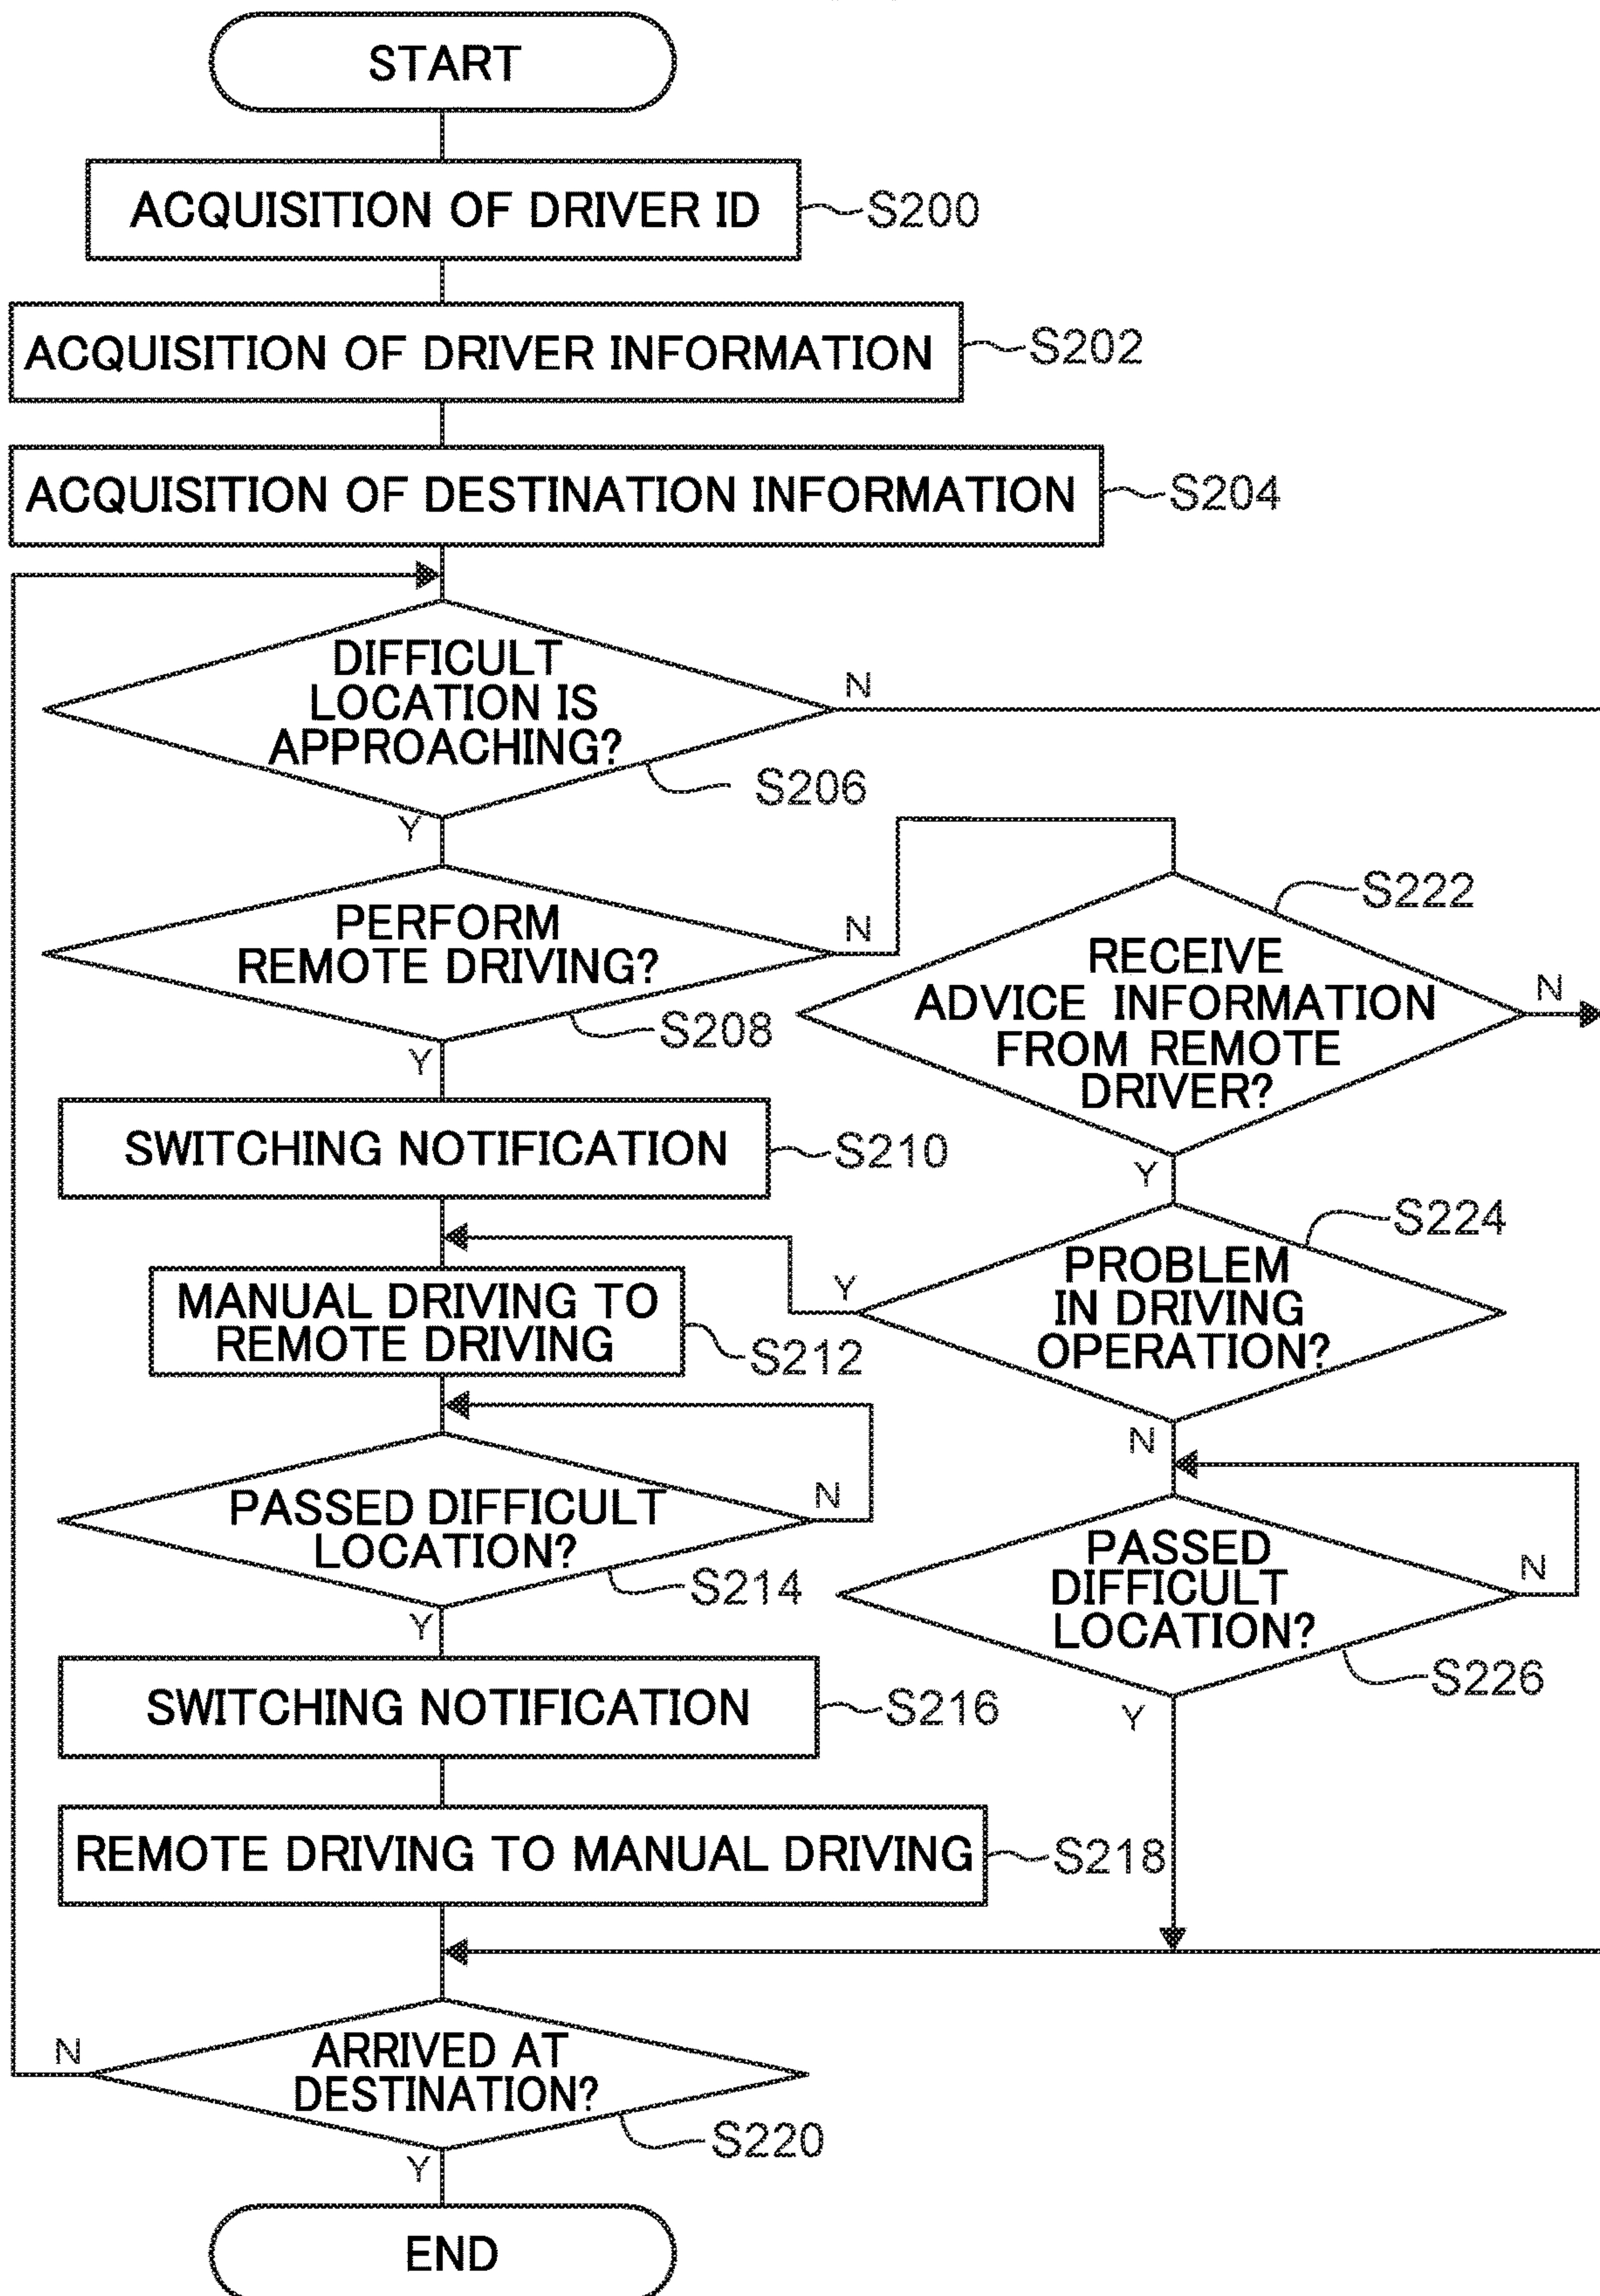 START
ACQUISITION OF DRIVER ID
S200
ACQUISITION OF DRIVER INFORMATION
S202
ACQUISITION OF DESTINATION INFORMATION
S204
DIFFICULT
LOCATION IS
APPROACHING?
N
S206
Y
PERFORM
REMOTE DRIVING?
N
S208
Y
S222
RECEIVE
ADVICE INFORMATION
FROM REMOTE
DRIVER?
N
Y
SWITCHING NOTIFICATION
S210
S224
PROBLEM
IN DRIVING
OPERATION?
Y
N
MANUAL DRIVING TO
REMOTE DRIVING
S212
PASSED DIFFICULT
LOCATION?
N
S214
Y
PASSED
DIFFICULT
LOCATION?
N
S226
Y
SWITCHING NOTIFICATION
S216
REMOTE DRIVING TO MANUAL DRIVING
S218
ARRIVED AT
DESTINATION?
N
S220
Y
END